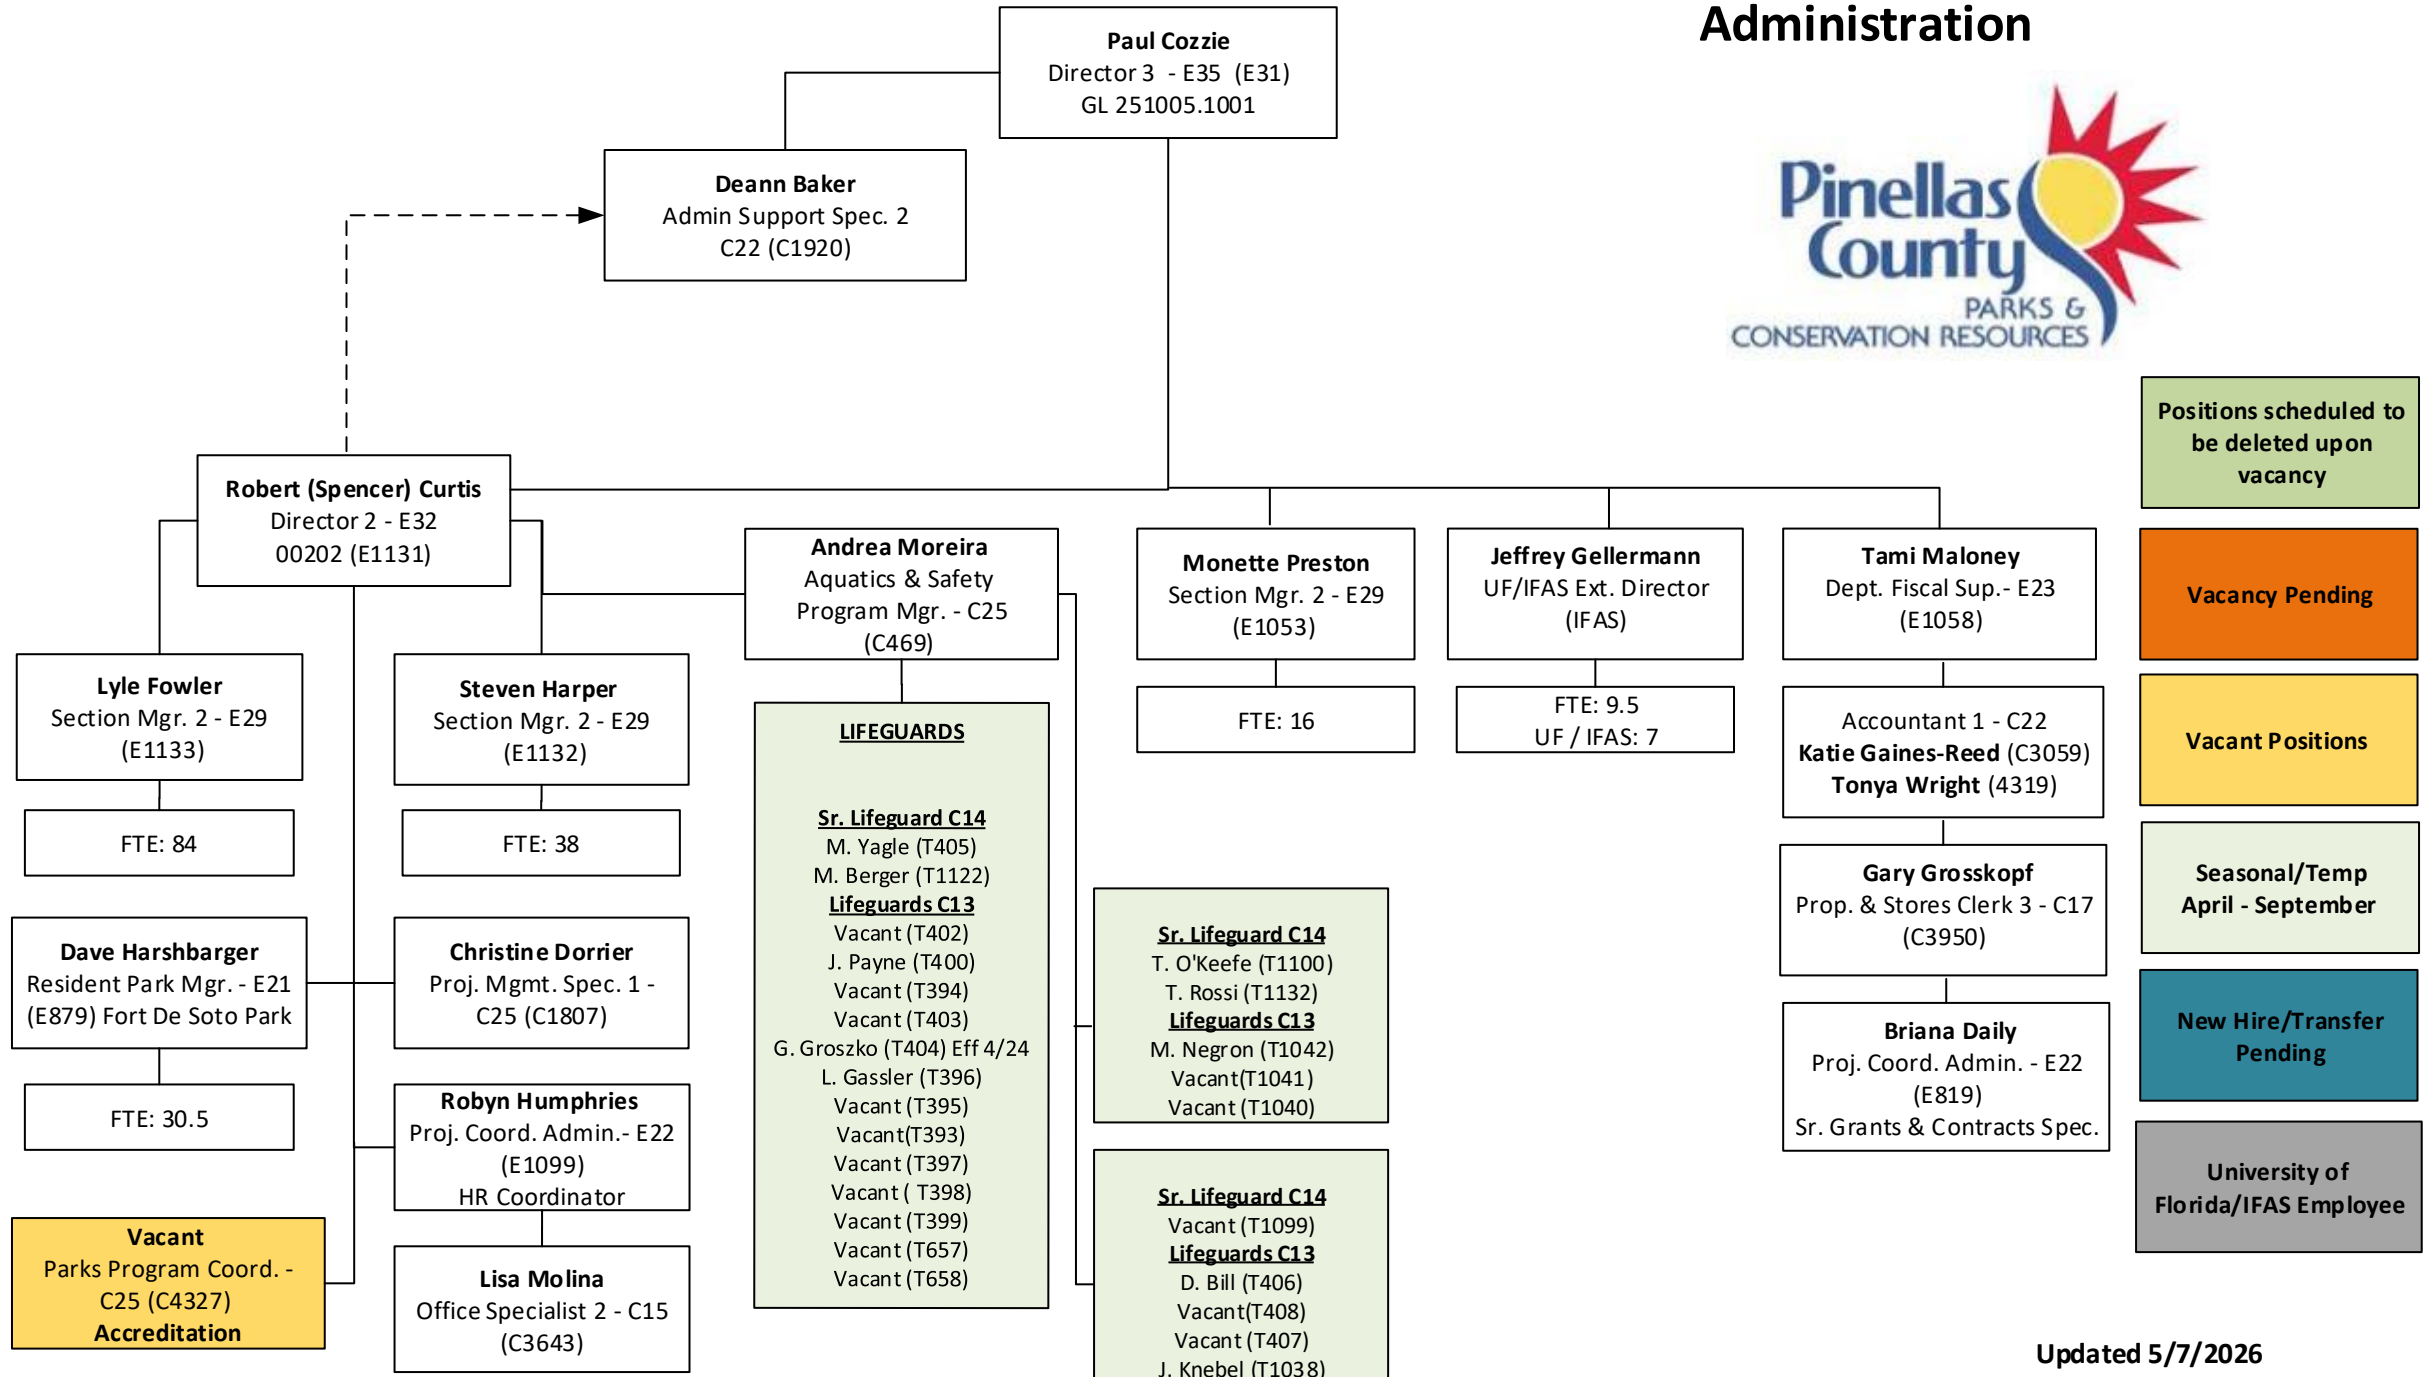 Administration
Paul Cozzie
Director 3 - E35 (E31)
GL 251005.1001
Pinellas
County
PARKS &
CONSERVATION RESOURCES
Deann Baker
Admin Support Spec. 2
C22 (C1920)
Robert (Spencer) Curtis
Director 2 - E32
00202 (E1131)
Andrea Moreira
Aquatics & Safety
Program Mgr. - C25
(C469)
Monette Preston
Section Mgr. 2 - E29
(E1053)
FTE: 16
Jeffrey Gellermann
UF/IFAS Ext. Director
(IFAS)
FTE: 9.5
UF / IFAS: 7
Tami Maloney
Dept. Fiscal Sup.- E23
(E1058)
Accountant 1 - C22
Katie Gaines-Reed (C3059)
Tonya Wright (4319)
Gary Grosskopf
Prop. & Stores Clerk 3 - C17
(C3950)
Briana Daily
Proj. Coord. Admin. - E22
(E819)
Sr. Grants & Contracts Spec.
Lyle Fowler
Section Mgr. 2 - E29
(E1133)
FTE: 84
Steven Harper
Section Mgr. 2 - E29
(E1132)
FTE: 38
Dave Harshbarger
Resident Park Mgr. - E21
(E879) Fort De Soto Park
FTE: 30.5
Christine Dorrier
Proj. Mgmt. Spec. 1 -
C25 (C1807)
Robyn Humphries
Proj. Coord. Admin.- E22
(E1099)
HR Coordinator
Lisa Molina
Office Specialist 2 - C15
(C3643)
Vacant
Parks Program Coord. -
C25 (C4327)
Accreditation
LIFEGUARDS
Sr. Lifeguard C14
M. Yagle (T405)
M. Berger (T1122)
Lifeguards C13
Vacant (T402)
J. Payne (T400)
Vacant (T394)
Vacant (T403)
G. Groszko (T404) Eff 4/24
L. Gassler (T396)
Vacant (T395)
Vacant(T393)
Vacant (T397)
Vacant ( T398)
Vacant (T399)
Vacant (T657)
Vacant (T658)
Sr. Lifeguard C14
T. O'Keefe (T1100)
T. Rossi (T1132)
Lifeguards C13
M. Negron (T1042)
Vacant(T1041)
Vacant (T1040)
Sr. Lifeguard C14
Vacant (T1099)
Lifeguards C13
D. Bill (T406)
Vacant(T408)
Vacant (T407)
J. Knebel (T1038)
Positions scheduled to
be deleted upon
vacancy
Vacancy Pending
Vacant Positions
Seasonal/Temp
April - September
New Hire/Transfer
Pending
University of
Florida/IFAS Employee
Updated 5/7/2026